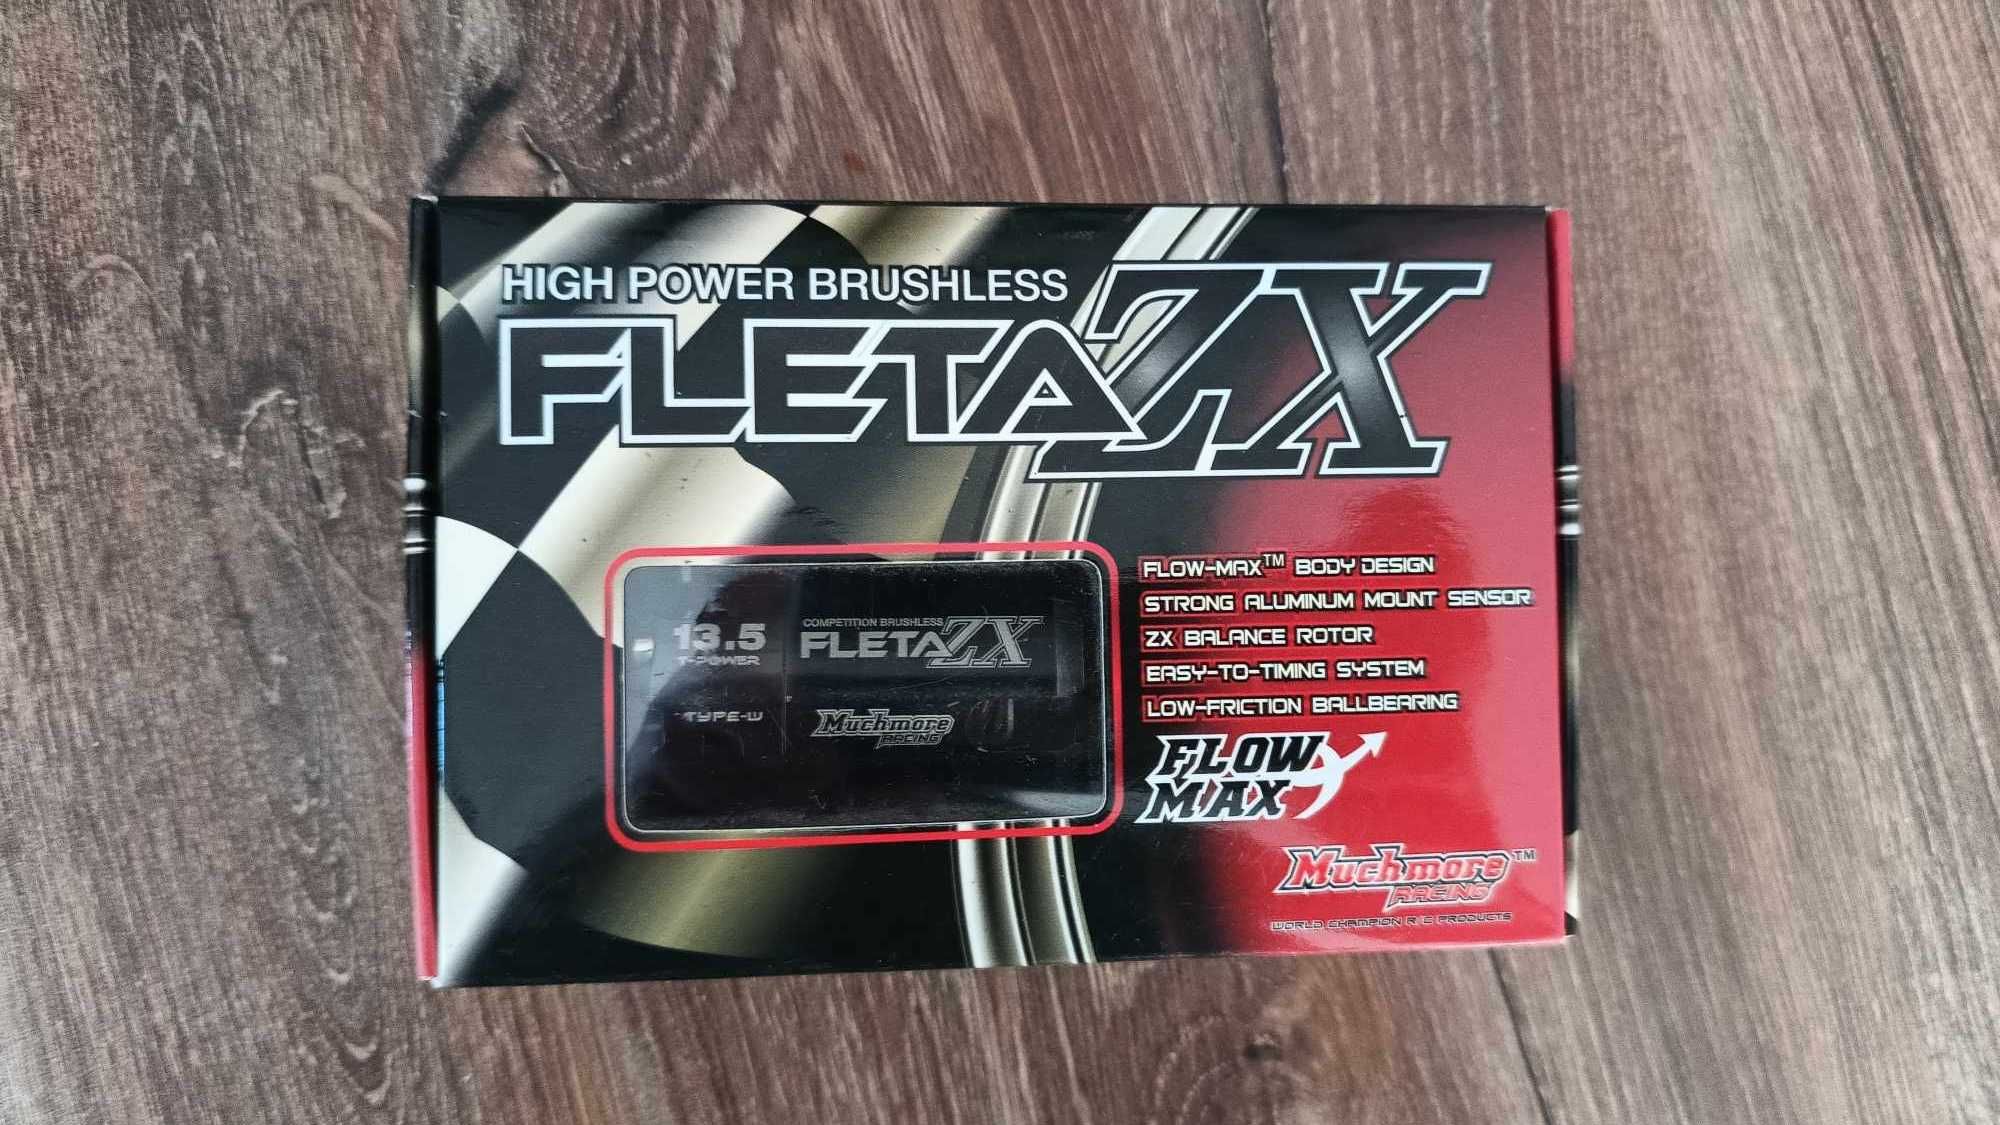 HIGH POWER BRUSHLESS
FLETA ZX
13.5
T-POWER
TYPE-W
COMPETITION BRUSHLESS
FLETA ZX
Muchmore
RACING
FLOW-MAX™ BODY DESIGN
STRONG ALUMINUM MOUNT SENSOR
ZX BALANCE ROTOR
EASY-TO-TIMING SYSTEM
LOW-FRICTION BALLBEARING
FLOW
MAX
Muchmore™
RACING
WORLD CHAMPION R/C PRODUCTS